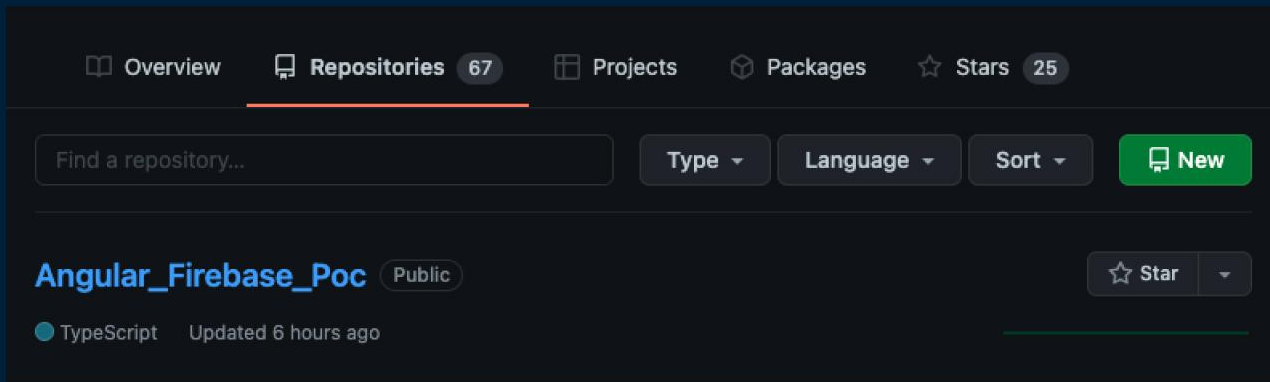 Overview Repositories 67 Projects Packages Stars 25
Find a repository... Type Language Sort New
Angular_Firebase_Poc Public Star
TypeScript Updated 6 hours ago